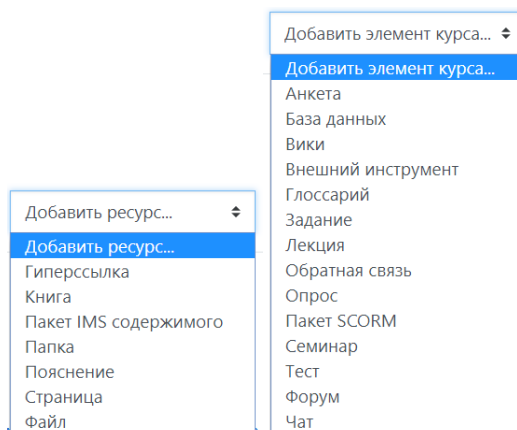 Добавить ресурс...
Добавить ресурс...
Гиперссылка
Книга
Пакет IMS содержимого
Папка
Пояснение
Страница
Файл
Добавить элемент курса...
Добавить элемент курса...
Анкета
База данных
Вики
Внешний инструмент
Глоссарий
Задание
Лекция
Обратная связь
Опрос
Пакет SCORM
Семинар
Тест
Форум
Чат